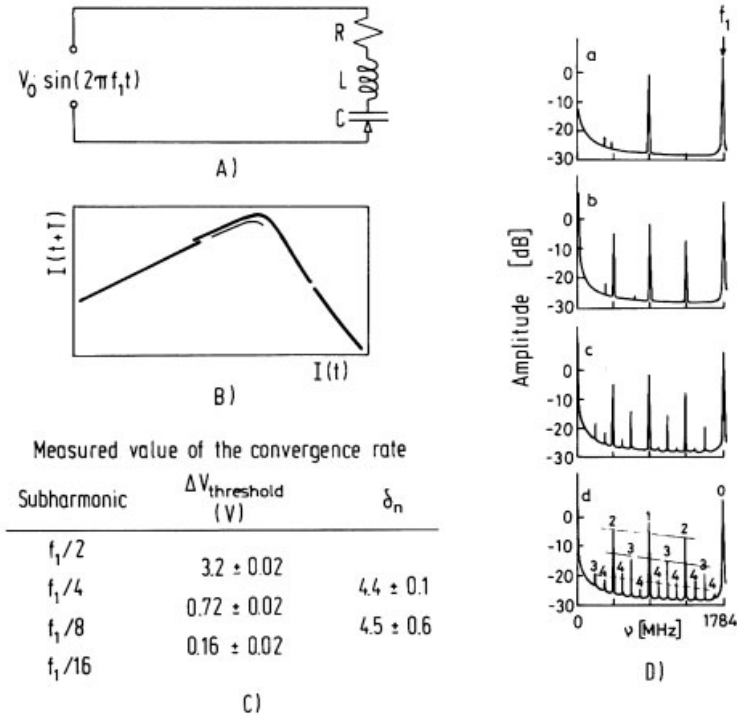 R
L
C
V₀ sin(2πf₁t)
A)
I(t+T)
I(t)
B)
Measured value of the convergence rate
Subharmonic ΔVthreshold (V) δₙ
f₁/2
3.2 ± 0.02
f₁/4 4.4 ± 0.1
0.72 ± 0.02
f₁/8 4.5 ± 0.6
0.16 ± 0.02
f₁/16
C)
f₁
a
0
-10
-20
-30
b
0
-10
-20
-30
Amplitude [dB]
c
0
-10
-20
-30
d
0
-10
-20
-30
0
1
2 2
3 3
3 4 4 4 4 4 4 3 4
0 1784
ν [MHz]
D)